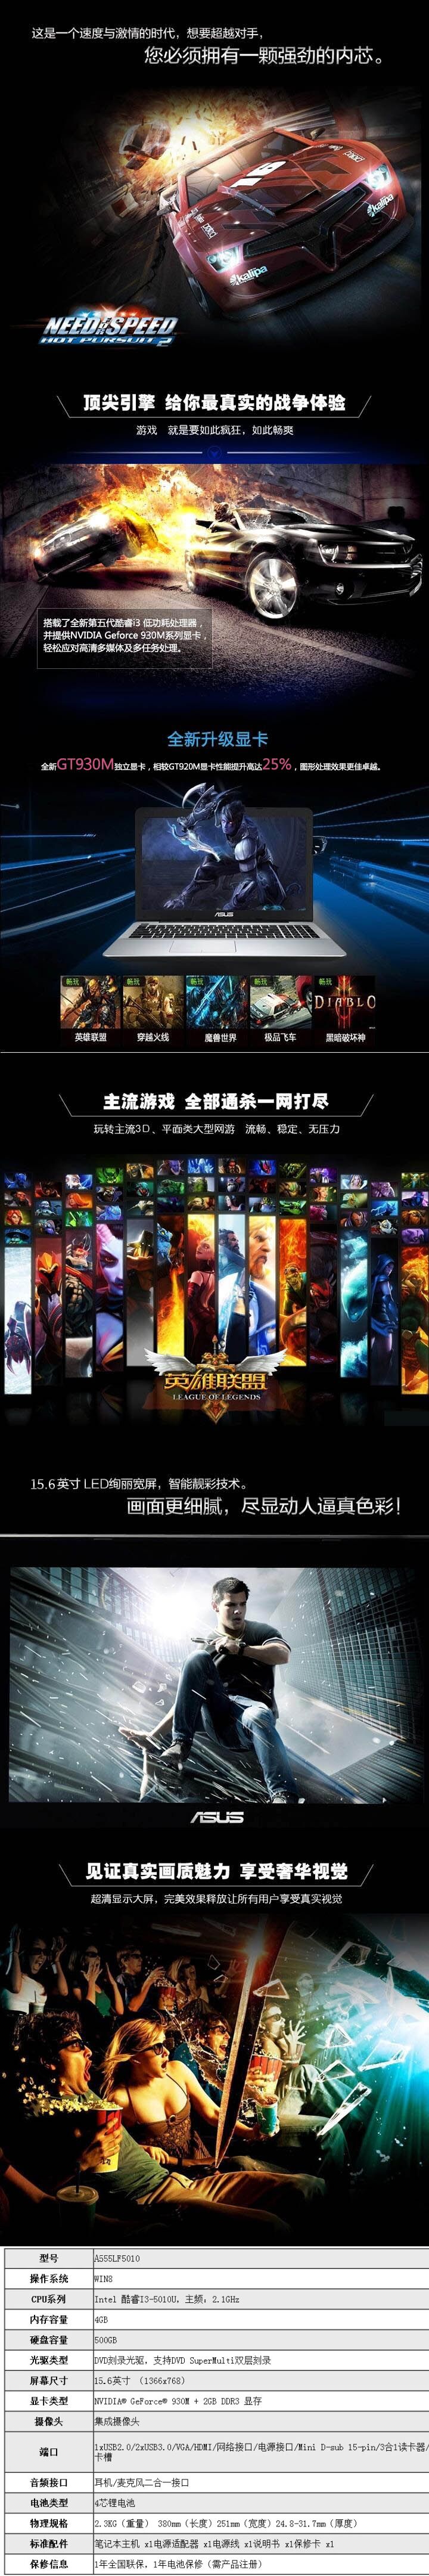 这是一个速度与激情的时代，想要超越对手，
您必须拥有一颗强劲的内芯。
kalipa
kalipa
NEED FOR SPEED
HOT PURSUIT 2
顶尖引擎 给你最真实的战争体验
游戏 就是要如此疯狂，如此畅爽
搭载了全新第五代酷睿i3 低功耗处理器，
并提供NVIDIA Geforce 930M系列显卡，
轻松应对高清多媒体及多任务处理。
全新升级显卡
全新GT930M独立显卡，相较GT920M显卡性能提升高达25%，图形处理效果更佳卓越。
ASUS
畅玩 畅玩 畅玩 畅玩 畅玩
DIABLO
英雄联盟 穿越火线 魔兽世界 极品飞车 黑暗破坏神
主流游戏 全部通杀一网打尽
玩转主流3D、平面类大型网游 流畅、稳定、无压力
英雄联盟
LEAGUE OF LEGENDS
15.6英寸 LED绚丽宽屏，智能靓彩技术。
画面更细腻，尽显动人逼真色彩！
ASUS
见证真实画质魅力 享受奢华视觉
超清显示大屏，完美效果释放让所有用户享受真实视觉
型号 A555LF5010
操作系统 WIN8
CPU系列 Intel 酷睿I3-5010U，主频：2.1GHz
内存容量 4GB
硬盘容量 500GB
光驱类型 DVD刻录光驱，支持DVD SuperMulti双层刻录
屏幕尺寸 15.6英寸 （1366x768）
显卡类型 NVIDIA® GeForce® 930M + 2GB DDR3 显存
摄像头 集成摄像头
端口 1xUSB2.0/2xUSB3.0/VGA/HDMI/网络接口/电源接口/Mini D-sub 15-pin/3合1读卡器/
卡槽
音频接口 耳机/麦克风二合一接口
电池类型 4芯锂电池
物理规格 2.3KG（重量） 380mm（长度）251mm（宽度）24.8-31.7mm（厚度）
标准配件 笔记本主机 x1电源适配器 x1电源线 x1说明书 x1保修卡 x1
保修信息 1年全国联保，1年电池保修（需产品注册）